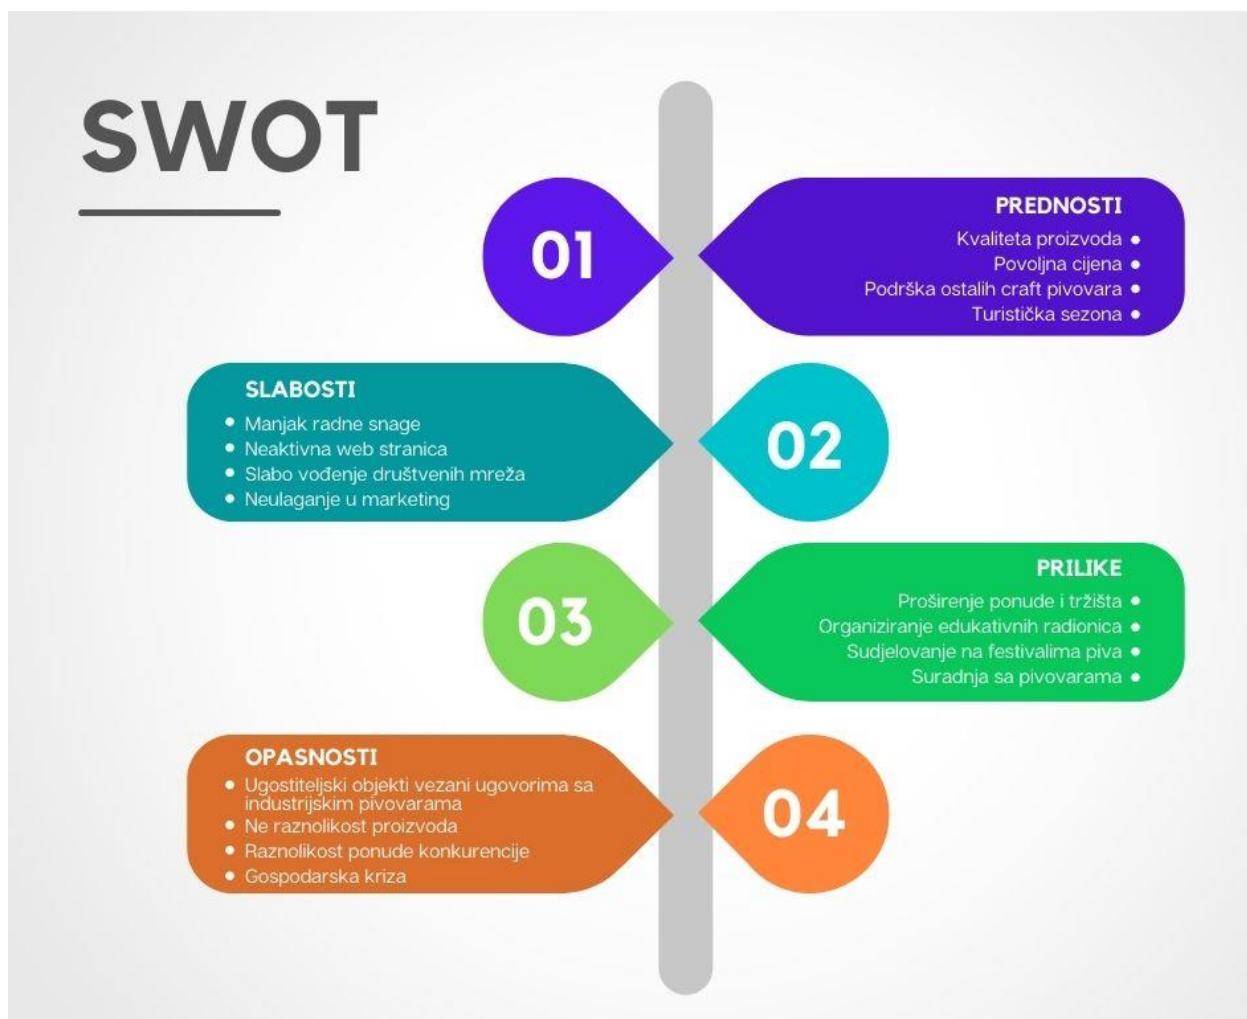 SWOT
01
PREDNOSTI
Kvaliteta proizvoda
Povoljna cijena
Podrška ostalih craft pivovara
Turistička sezona
SLABOSTI
Manjak radne snage
Neaktivna web stranica
Slabo vođenje društvenih mreža
Neulaganje u marketing
02
03
PRILIKE
Proširenje ponude i tržišta
Organiziranje edukativnih radionica
Sudjelovanje na festivalima piva
Suradnja sa pivovarama
OPASNOSTI
Ugostiteljski objekti vezani ugovorima sa
industrijskim pivovarama
Ne raznolikost proizvoda
Raznolikost ponude konkurencije
Gospodarska kriza
04